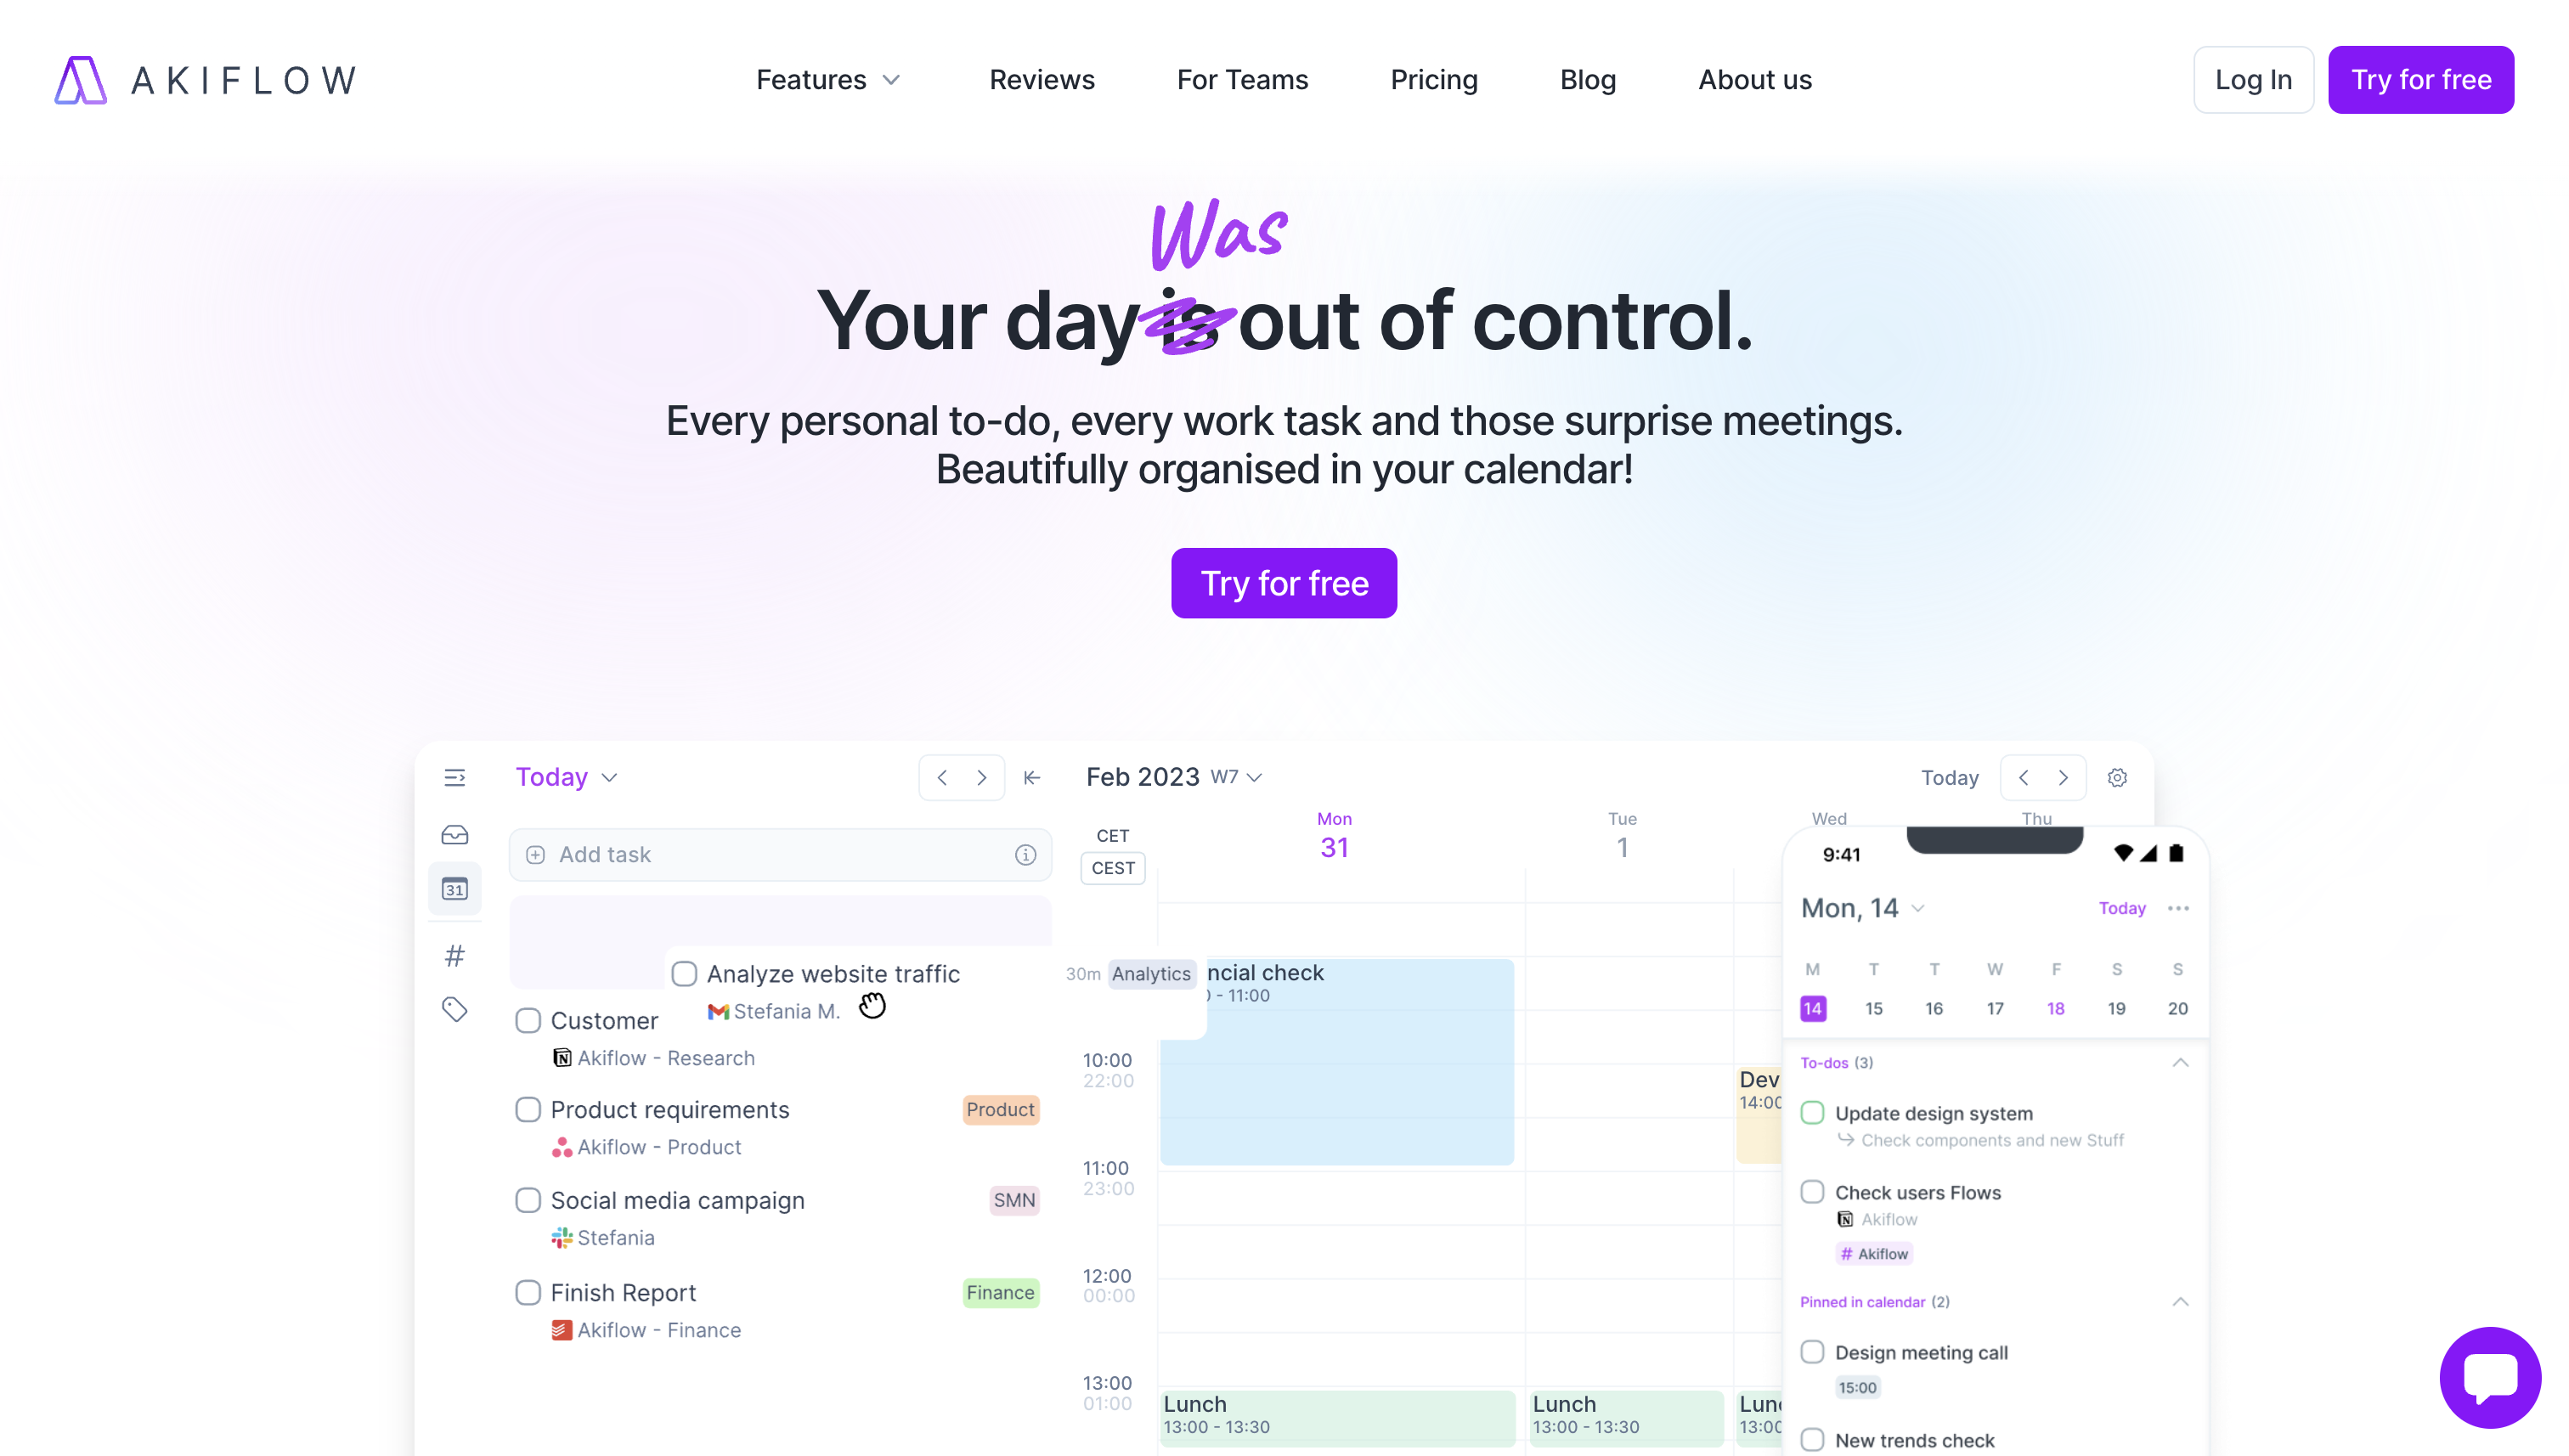 AKIFLOW
Features
Reviews
For Teams
Pricing
Blog
About us
Log In
Try for free
Was
Your day is out of control.
Every personal to-do, every work task and those surprise meetings.
Beautifully organised in your calendar!
Try for free
Today
Add task
Analyze website traffic
30m Analytics
Stefania M.
Customer
Akiflow - Research
Product requirements
Product
Akiflow - Product
Social media campaign
SMN
Stefania
Finish Report
Finance
Akiflow - Finance
Feb 2023 W7
Today
Mon
31
Tue
1
Wed
Thu
CET
CEST
ncial check
- 11:00
10:00
22:00
11:00
23:00
12:00
00:00
13:00
01:00
Dev
14:00
Lunch
13:00 - 13:30
Lunch
13:00 - 13:30
9:41
Mon, 14
Today
M T T W F S S
14 15 16 17 18 19 20
To-dos (3)
Update design system
Check components and new Stuff
Check users Flows
Akiflow
# Akiflow
Pinned in calendar (2)
Design meeting call
15:00
New trends check